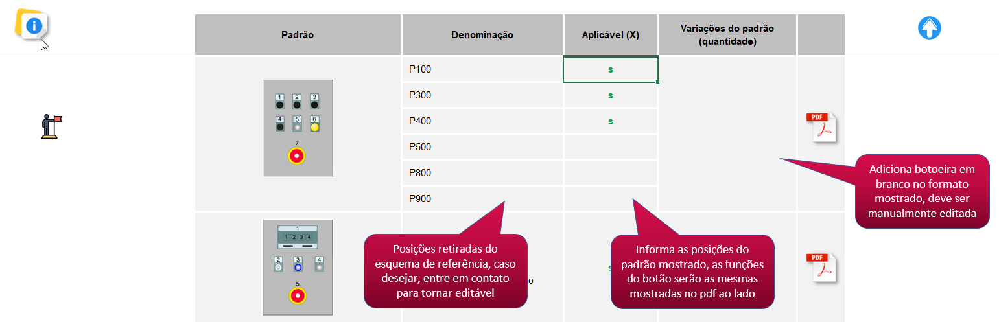 Padrão
Denominação
Aplicável (X)
Variações do padrão
(quantidade)
P100
s
P300
s
P400
s
P500
P800
P900
1 2 3
4 5 6
7
PDF
Adiciona botoeira em
branco no formato
mostrado, deve ser
manualmente editada
1
1 2 3 4
2 3 4
5
Posições retiradas do
esquema de referência, caso
desejar, entre em contato
para tornar editável
Informa as posições do
padrão mostrado, as funções
do botão serão as mesmas
mostradas no pdf ao lado
PDF